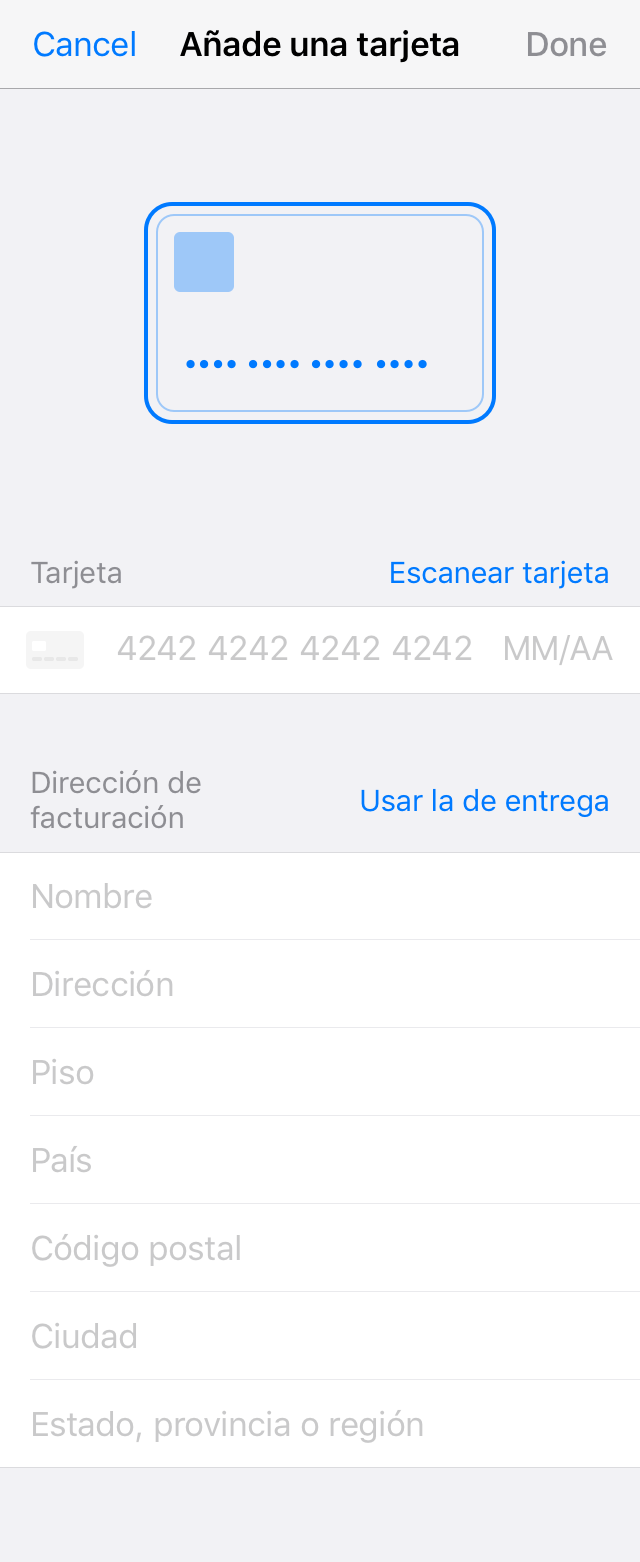 Cancel Añade una tarjeta Done
Tarjeta Escanear tarjeta
4242 4242 4242 4242 MM/AA
Dirección de
facturación
Usar la de entrega
Nombre
Dirección
Piso
País
Código postal
Ciudad
Estado, provincia o región